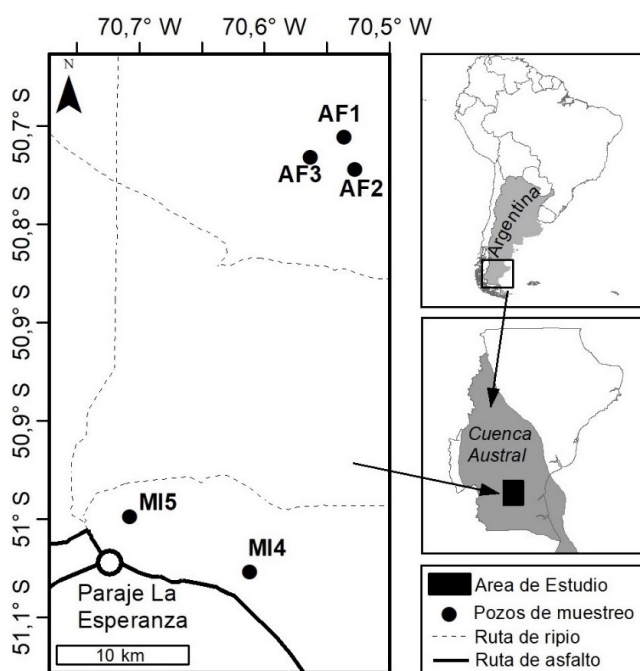 70,7° W 70,6° W 70,5° W
N
50,7° S
50,8° S
50,9° S
50,9° S
51° S
51,1° S
AF1
AF3
AF2
MI5
MI4
Paraje La
Esperanza
10 km
Argentina
Cuenca
Austral
Area de Estudio
Pozos de muestreo
Ruta de ripio
Ruta de asfalto